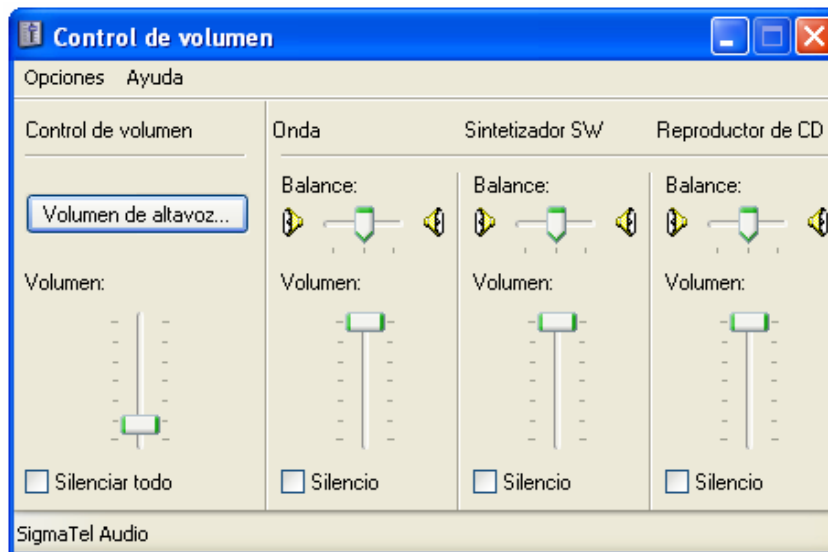 Control de volumen
Opciones Ayuda
Control de volumen Onda Sintetizador SW Reproductor de CD
Balance: Balance: Balance:
Volumen de altavoz...
Volumen: Volumen: Volumen: Volumen:
Silenciar todo Silencio Silencio Silencio
SigmaTel Audio